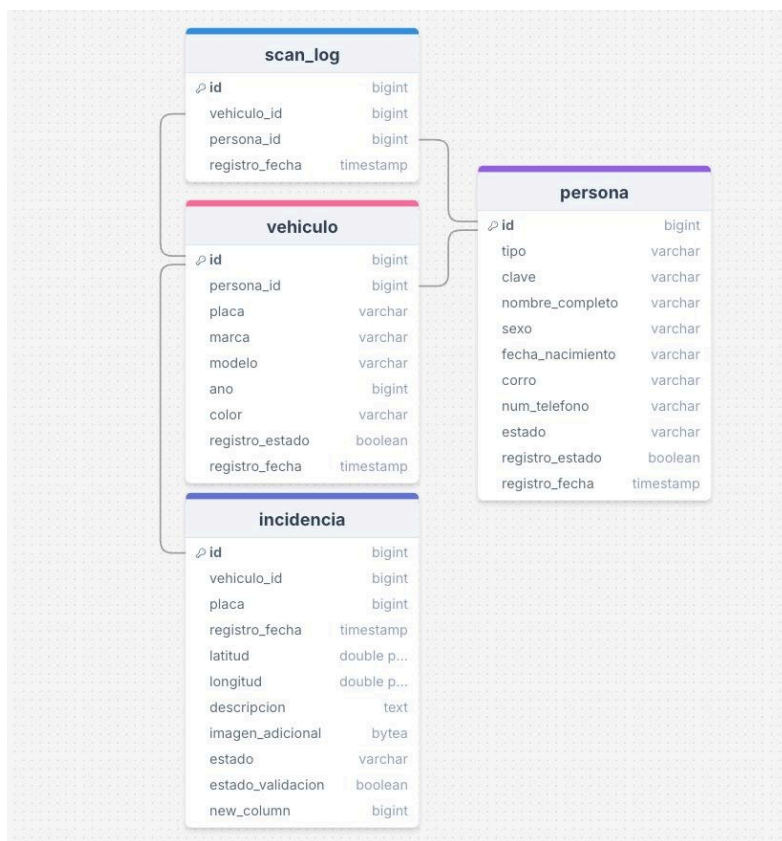 scan_log
id bigint
vehiculo_id bigint
persona_id bigint
registro_fecha timestamp
vehiculo
id bigint
persona_id bigint
placa varchar
marca varchar
modelo varchar
ano bigint
color varchar
registro_estado boolean
registro_fecha timestamp
incidencia
id bigint
vehiculo_id bigint
placa bigint
registro_fecha timestamp
latitud double p...
longitud double p...
descripcion text
imagen_adicional bytea
estado varchar
estado_validacion boolean
new_column bigint
persona
id bigint
tipo varchar
clave varchar
nombre_completo varchar
sexo varchar
fecha_nacimiento varchar
corro varchar
num_telefono varchar
estado varchar
registro_estado boolean
registro_fecha timestamp